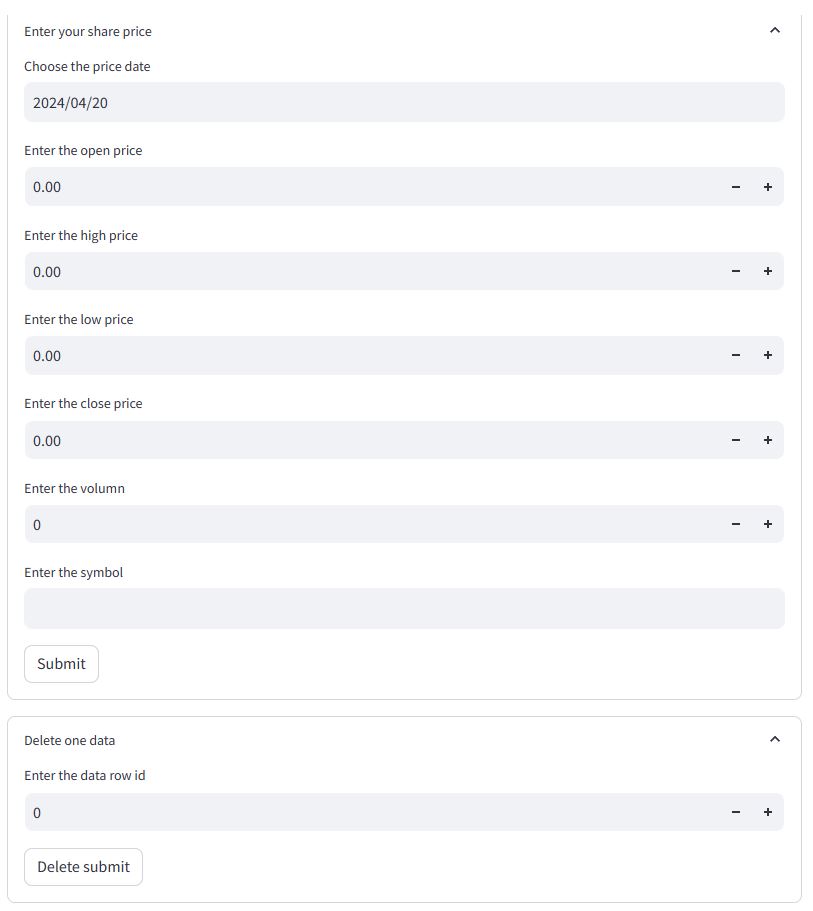 Enter your share price
Choose the price date
2024/04/20
Enter the open price
0.00
Enter the high price
0.00
Enter the low price
0.00
Enter the close price
0.00
Enter the volumn
0
Enter the symbol
Submit
Delete one data
Enter the data row id
0
Delete submit